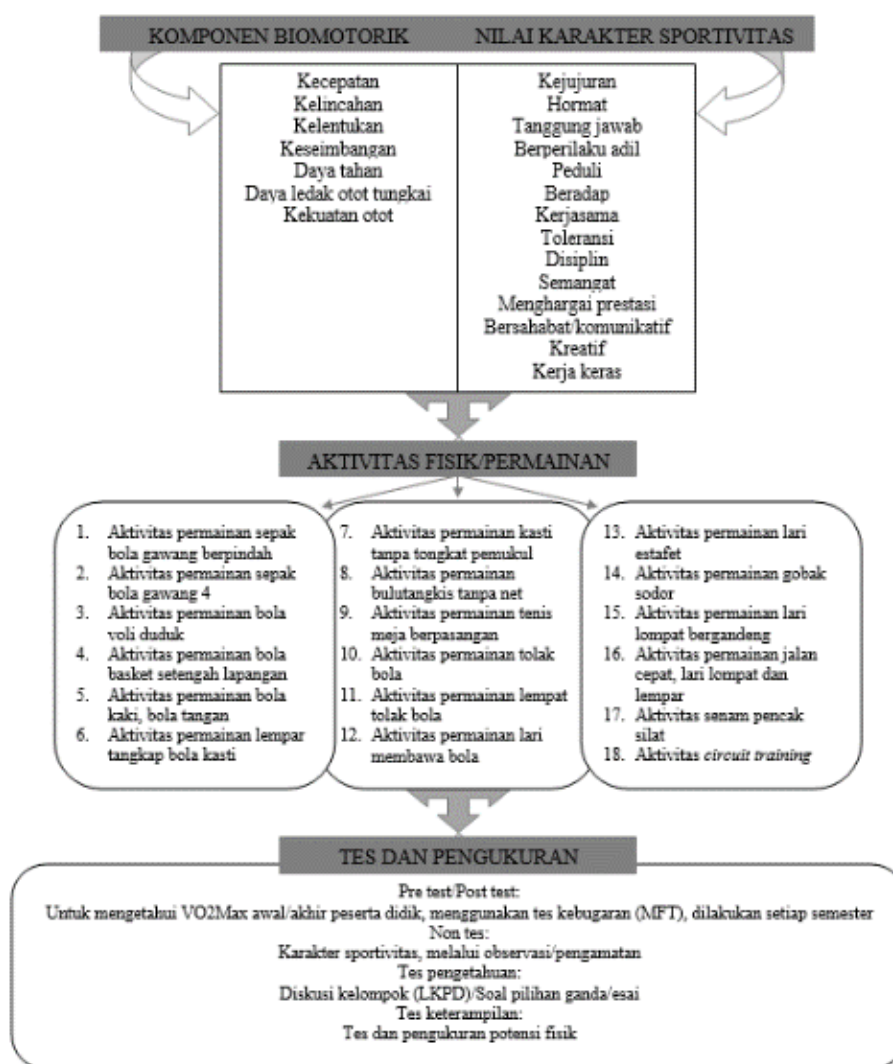 KOMPONEN BIOMOTORIK
NILAI KARAKTER SPORTIVITAS
Kecepatan
Kelincahan
Kelentukan
Keseimbangan
Daya tahan
Daya ledak otot tungkai
Kekuatan otot
Kejujuran
Hormat
Tanggung jawab
Berperilaku adil
Peduli
Beradap
Kerjasama
Toleransi
Disiplin
Semangat
Menghargai prestasi
Bersahabat/komunikatif
Kreatif
Kerja keras
AKTIVITAS FISIK/PERMAINAN
1. Aktivitas permainan sepak
bola gawang berpindah
2. Aktivitas permainan sepak
bola gawang 4
3. Aktivitas permainan bola
voli duduk
4. Aktivitas permainan bola
basket setengah lapangan
5. Aktivitas permainan bola
kaki, bola tangan
6. Aktivitas permainan lempar
tangkap bola kasti
7. Aktivitas permainan kasti
tanpa tongkat pemukul
8. Aktivitas permainan
bulutangkis tanpa net
9. Aktivitas permainan tenis
meja berpasangan
10. Aktivitas permainan tolak
bola
11. Aktivitas permainan lempat
tolak bola
12. Aktivitas permainan lari
membawa bola
13. Aktivitas permainan lari
estafet
14. Aktivitas permainan gobak
sodor
15. Aktivitas permainan lari
lompat bergandeng
16. Aktivitas permainan jalan
cepat, lari lompat dan
lempar
17. Aktivitas senam pencak
silat
18. Aktivitas circuit training
TES DAN PENGUKURAN
Pre test/Post test:
Untuk mengetahui VO2Max awal/akhir peserta didik, menggunakan tes kebugaran (MFT), dilakukan setiap semester
Non tes:
Karakter sportivitas, melalui observasi/pengamatan
Tes pengetahuan:
Diskusi kelompok (LKPD)/Soal pilihan ganda/esai
Tes keterampilan:
Tes dan pengukuran potensi fisik